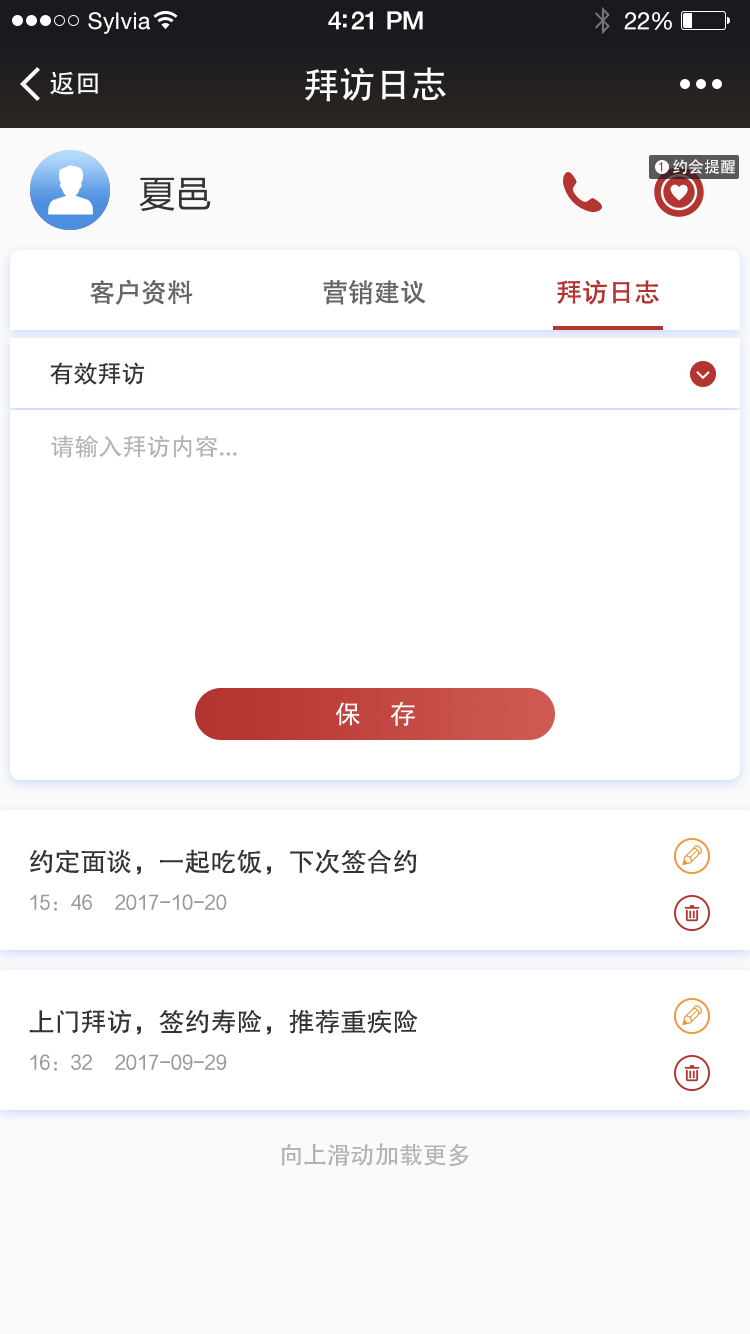 Sylvia 4:21 PM 22%
返回 拜访日志
夏邑 1 约会提醒
客户资料 营销建议 拜访日志
有效拜访
请输入拜访内容...
保 存
约定面谈，一起吃饭，下次签合约
15：46 2017-10-20
上门拜访，签约寿险，推荐重疾险
16：32 2017-09-29
向上滑动加载更多